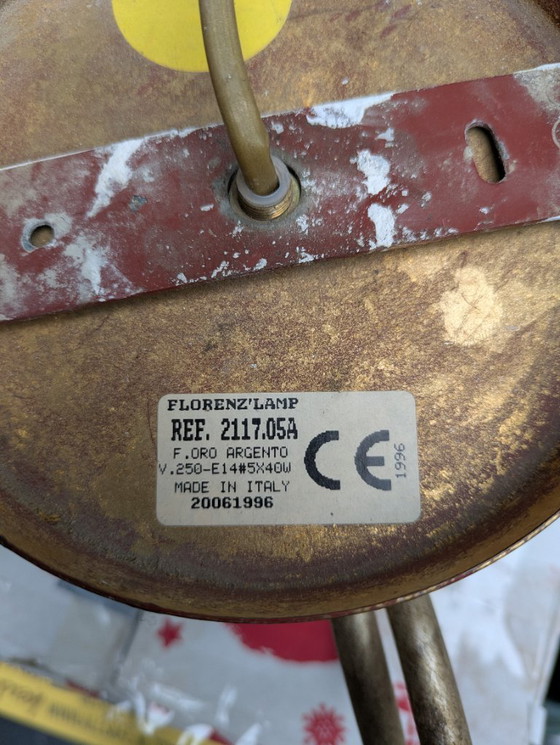 FLORENZ'LAMP
REF. 2117.05A
F.ORO ARGENTO
V.250-E14#5X40W
MADE IN ITALY
20061996
CE
1996